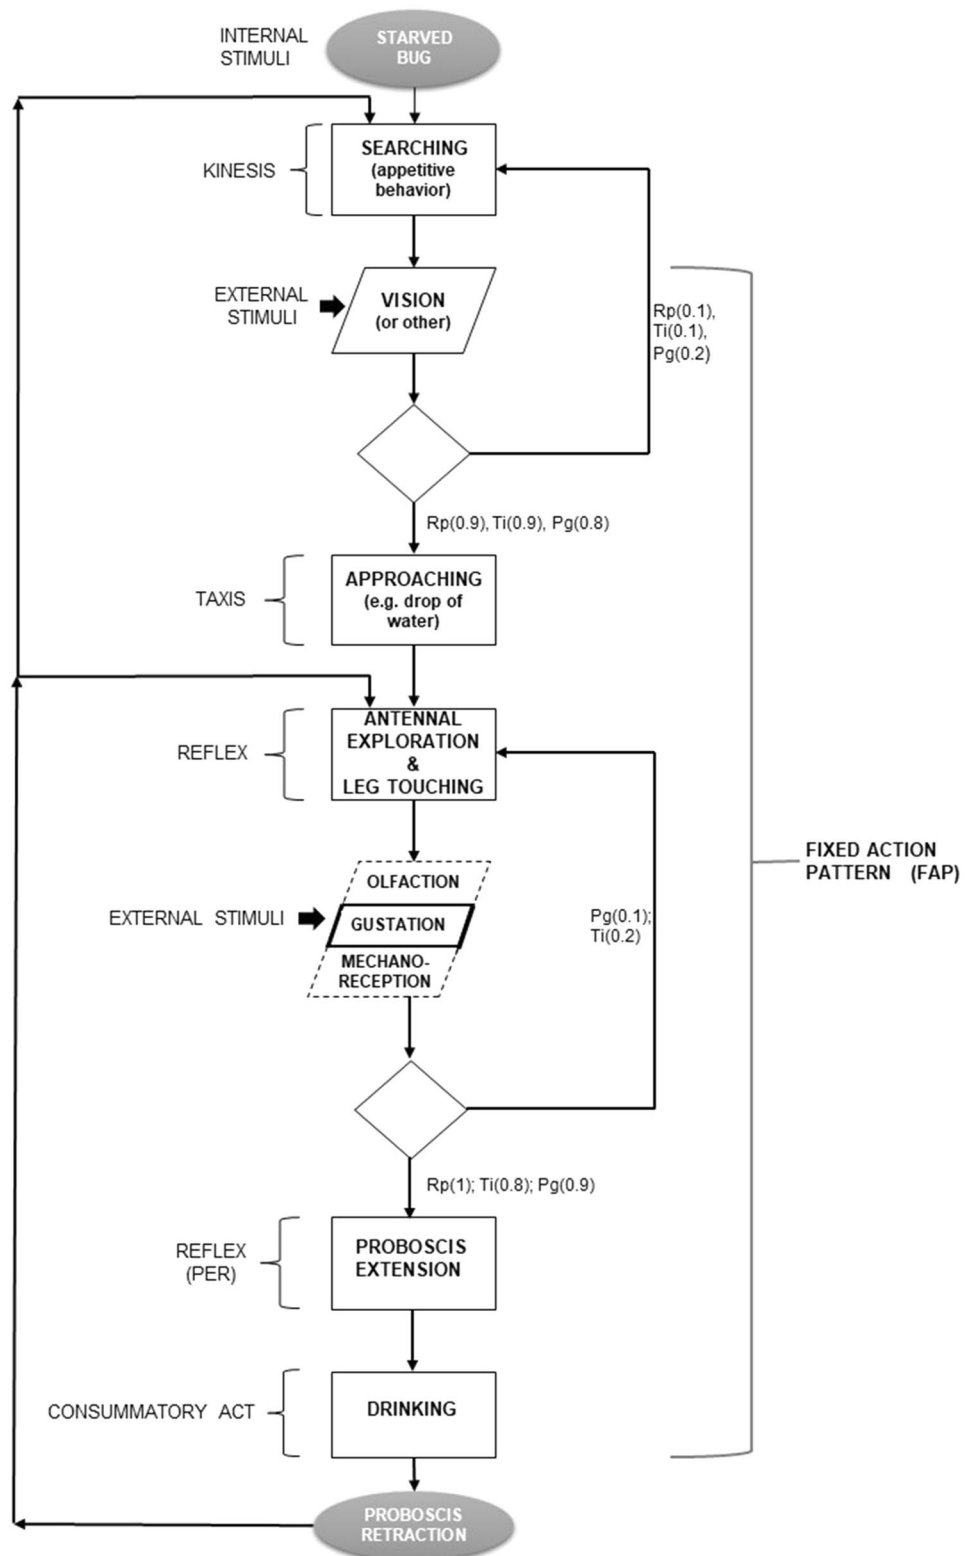 INTERNAL
STIMULI
STARVED
BUG
SEARCHING
(appetitive
behavior)
KINESIS
EXTERNAL
STIMULI
VISION
(or other)
Rp(0.1),
Ti(0.1),
Pg(0.2)
Rp(0.9), Ti(0.9), Pg(0.8)
APPROACHING
(e.g. drop of
water)
TAXIS
ANTENNAL
EXPLORATION
&
LEG TOUCHING
REFLEX
FIXED ACTION
PATTERN (FAP)
OLFACTION
EXTERNAL STIMULI
GUSTATION
MECHANO-
RECEPTION
Pg(0.1);
Ti(0.2)
Rp(1); Ti(0.8); Pg(0.9)
REFLEX
(PER)
PROBOSCIS
EXTENSION
CONSUMMATORY ACT
DRINKING
PROBOSCIS
RETRACTION